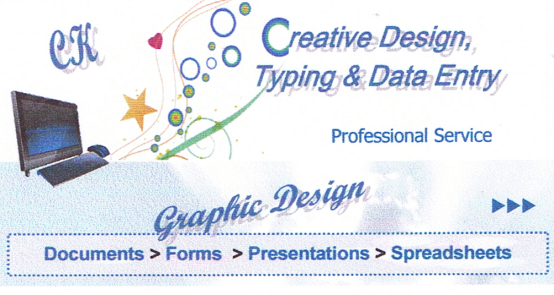 CK
Creative Design,
Typing & Data Entry
Professional Service
Graphic Design
Documents > Forms > Presentations > Spreadsheets